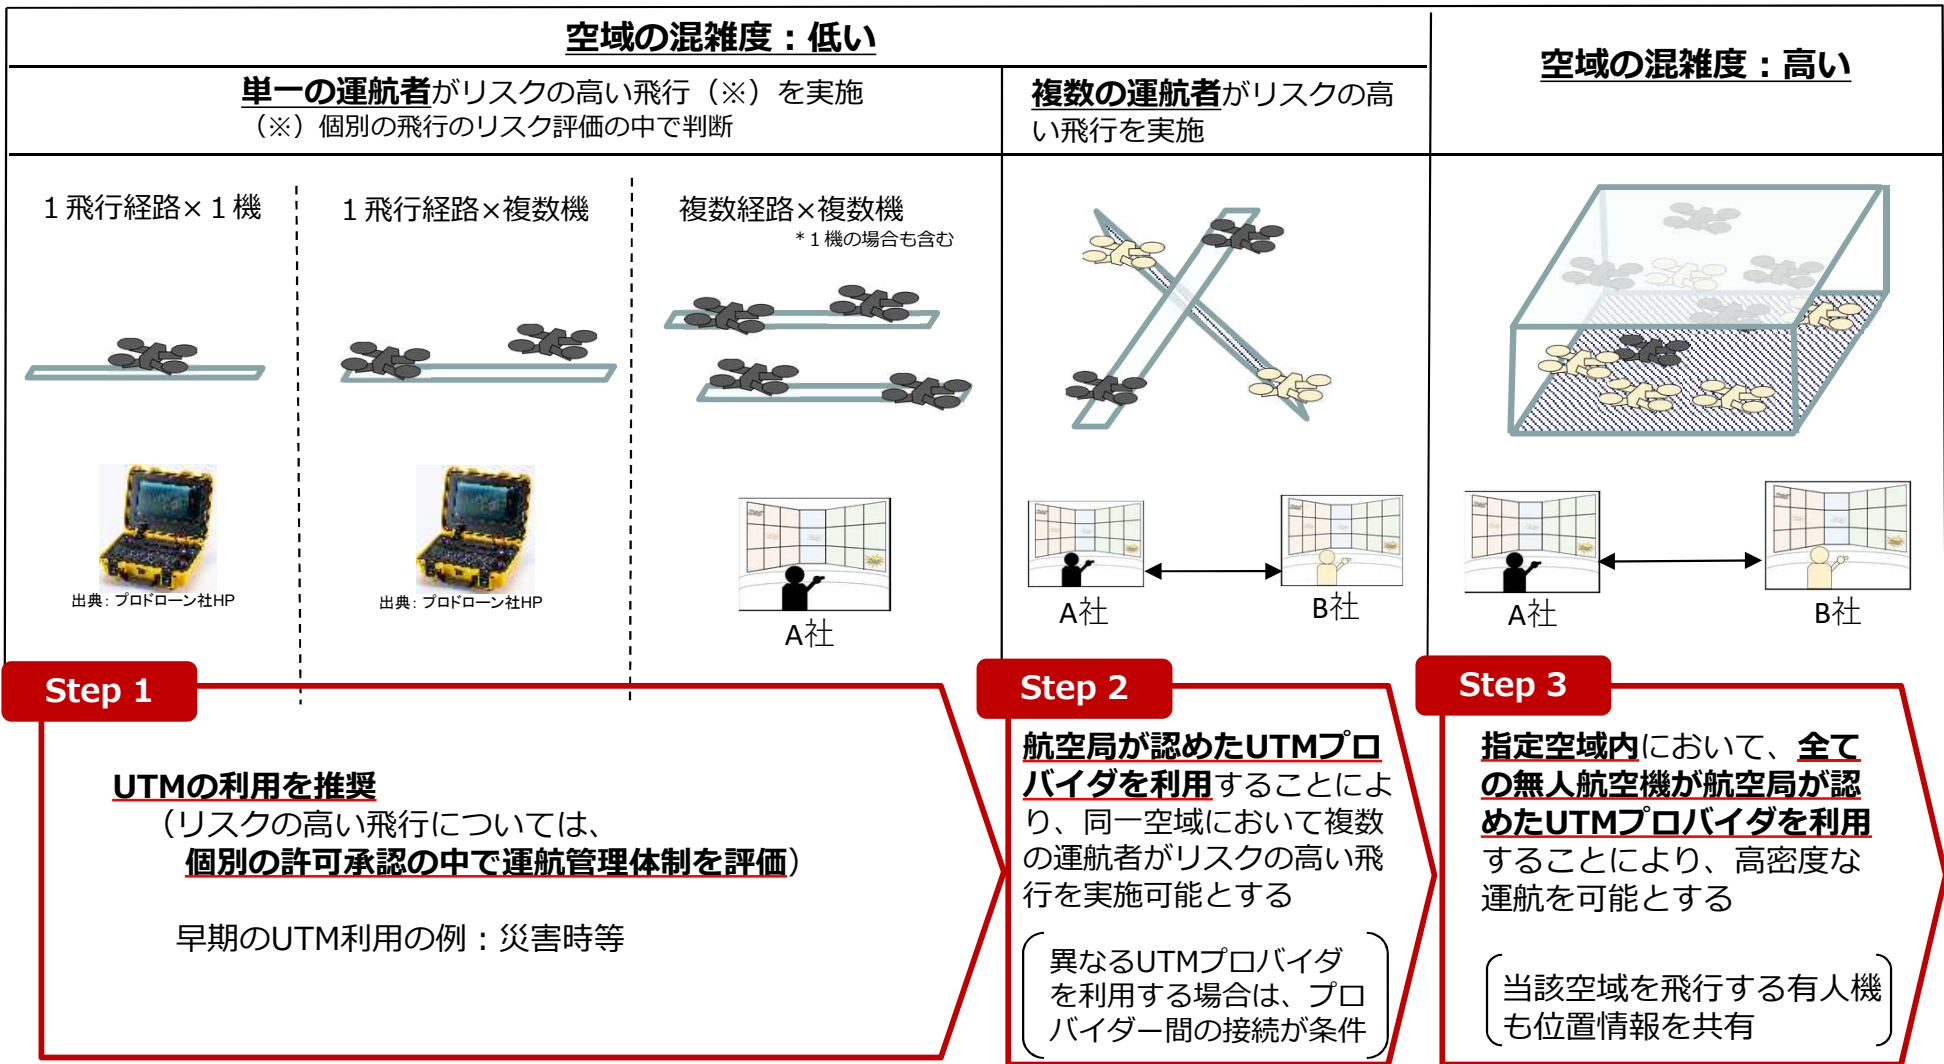 空域の混雑度：低い
空域の混雑度：高い
単一の運航者がリスクの高い飛行（※）を実施
（※）個別の飛行のリスク評価の中で判断
複数の運航者がリスクの高
い飛行を実施
１飛行経路×１機
１飛行経路×複数機
複数経路×複数機
*１機の場合も含む
出典：プロドローン社HP
出典：プロドローン社HP
A社
A社
B社
A社
B社
Step 1
UTMの利用を推奨
（リスクの高い飛行については、
個別の許可承認の中で運航管理体制を評価）
早期のUTM利用の例：災害時等
Step 2
航空局が認めたUTMプロ
バイダを利用することによ
り、同一空域において複数
の運航者がリスクの高い飛
行を実施可能とする
異なるUTMプロバイダ
を利用する場合は、プロ
バイダー間の接続が条件
Step 3
指定空域内において、全て
の無人航空機が航空局が認
めたUTMプロバイダを利用
することにより、高密度な
運航を可能とする
当該空域を飛行する有人機
も位置情報を共有